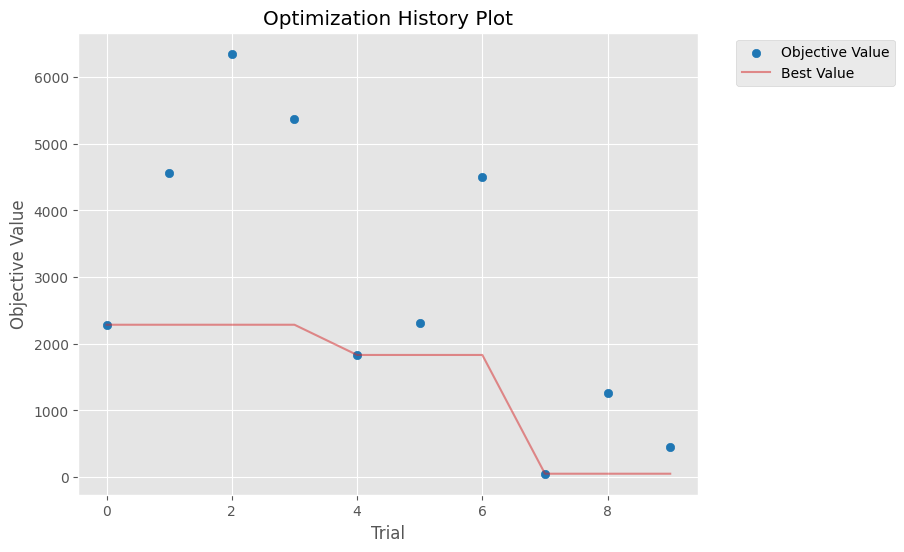 Optimization History Plot
Objective Value
Best Value
6000
5000
4000
3000
2000
1000
0
Objective Value
0 2 4 6 8
Trial